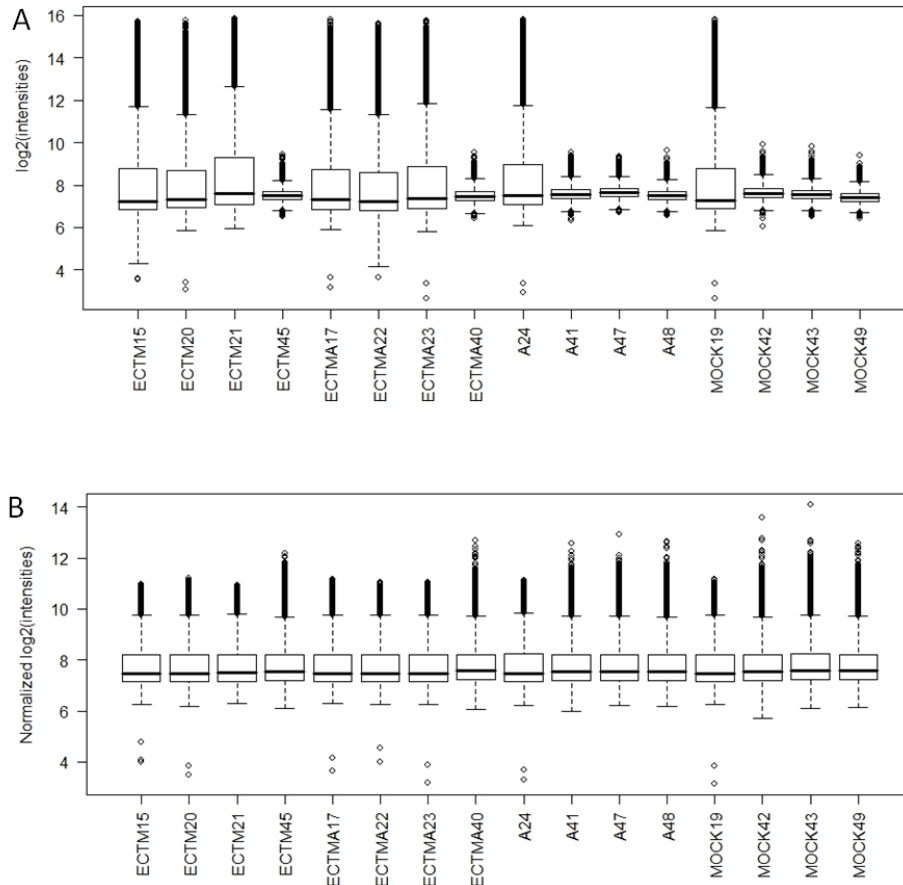 A
16
14
12
10
8
6
4
log2(intensities)
ECTM15
ECTM20
ECTM21
ECTM45
ECTMA17
ECTMA22
ECTMA23
ECTMA40
A24
A41
A47
A48
MOCK19
MOCK42
MOCK43
MOCK49
B
14
12
10
8
6
4
Normalized log2(intensities)
ECTM15
ECTM20
ECTM21
ECTM45
ECTMA17
ECTMA22
ECTMA23
ECTMA40
A24
A41
A47
A48
MOCK19
MOCK42
MOCK43
MOCK49